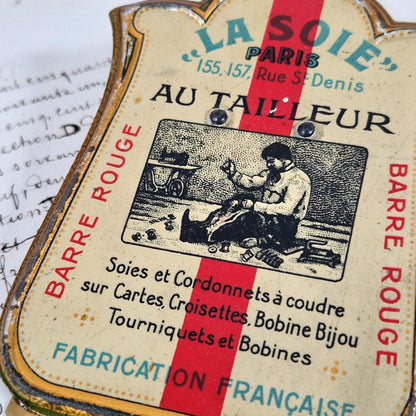 "LA SOIE"
PARIS
155.157. Rue St Denis
AU TAILLEUR
BARRE ROUGE
BARRE ROUGE
Soies et Cordonnets à coudre
sur Cartes, Croisettes, Bobine Bijou
Tourniquets et Bobines
FABRICATION FRANÇAISE